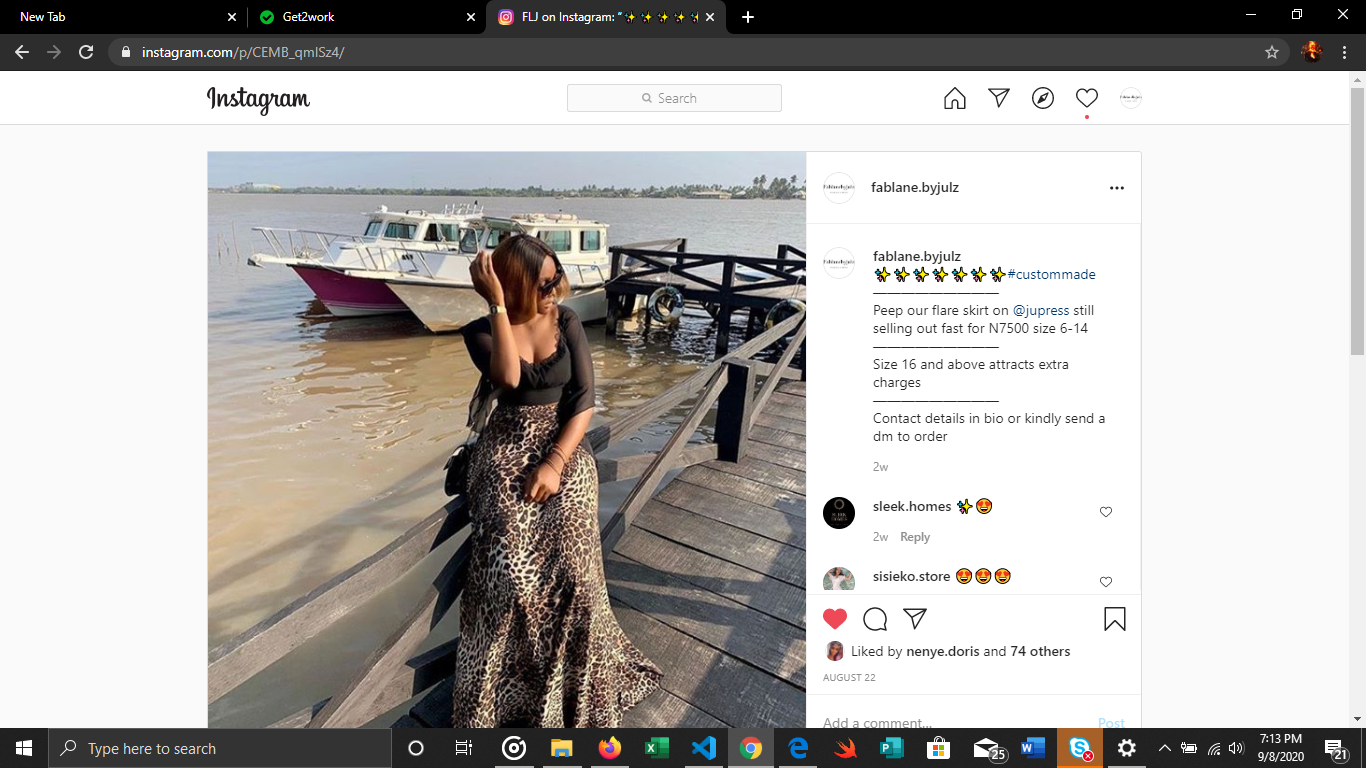 New Tab
Get2work
FLJ on Instagram: "✨✨✨✨
instagram.com/p/CEMB_qmlSz4/
Instagram
Search
fablane.byjulz
fablane.byjulz
✨✨✨✨✨✨✨#custommade
——————————
Peep our flare skirt on @jupress still
selling out fast for N7500 size 6-14
——————————
Size 16 and above attracts extra
charges
——————————
Contact details in bio or kindly send a
dm to order
2w
sleek.homes ✨😍
2w Reply
sisieko.store 😍😍😍
Liked by nenye.doris and 74 others
AUGUST 22
Add a comment...
Post
Type here to search
25
7:13 PM
9/8/2020
21